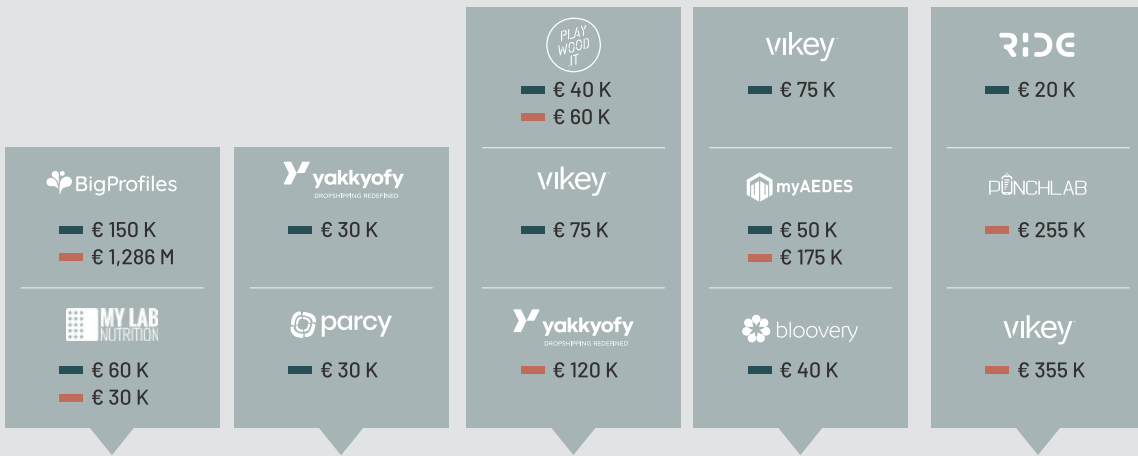 BigProfiles
€ 150 K
€ 1,286 M
MY LAB
NUTRITION
€ 60 K
€ 30 K
yakkyofy
DROPSHIPPING REDEFINED
€ 30 K
parcy
€ 30 K
PLAY
WOOD
.IT
€ 40 K
€ 60 K
vikey
€ 75 K
yakkyofy
DROPSHIPPING REDEFINED
€ 120 K
vikey
€ 75 K
myAEDES
€ 50 K
€ 175 K
bloovery
€ 40 K
RIDE
€ 20 K
PUNCHLAB
€ 255 K
vikey
€ 355 K